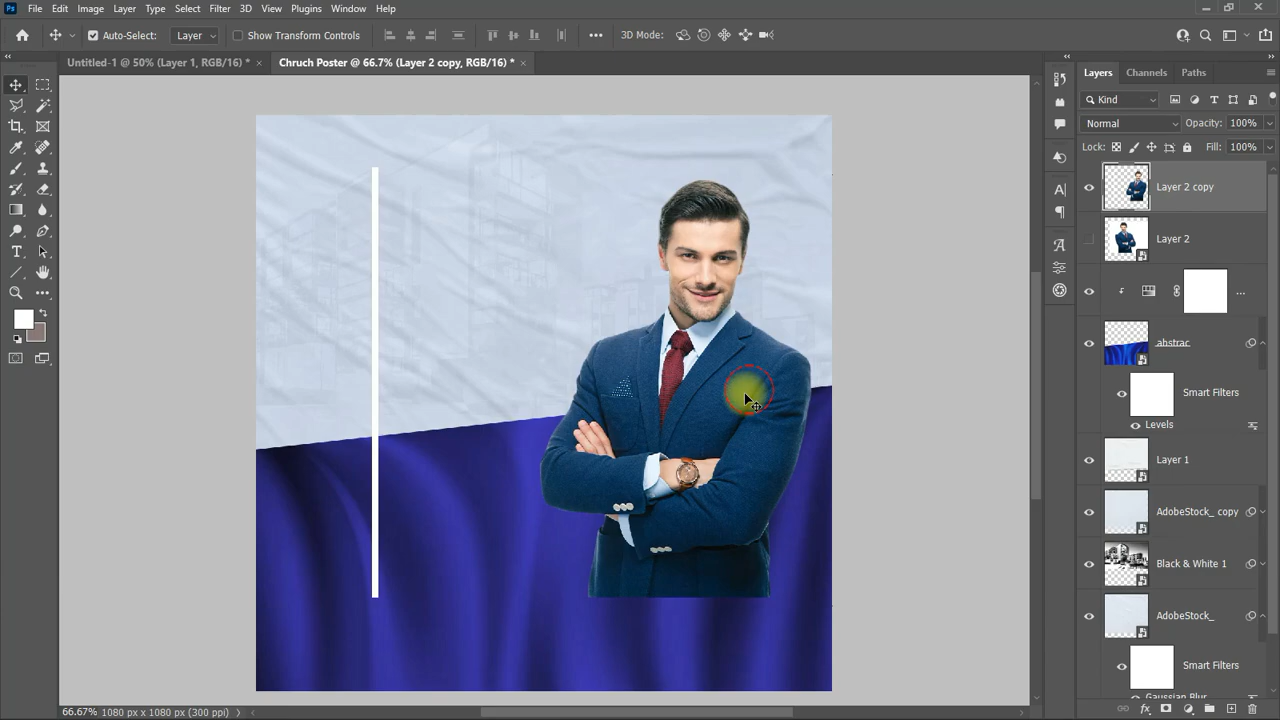 Ps File Edit Image Layer Type Select Filter 3D View Plugins Window Help
Auto-Select: Layer Show Transform Controls 3D Mode:
Untitled-1 @ 50% (Layer 1, RGB/16) * × Chruch Poster @ 66.7% (Layer 2 copy, RGB/16) * ×
Layers Channels Paths
Kind
Normal Opacity: 100%
Lock: Fill: 100%
Layer 2 copy
Layer 2
...
abstrac
Smart Filters
Levels
Layer 1
AdobeStock_ copy
Black & White 1
AdobeStock_
Smart Filters
Gaussian Blur
66.67% 1080 px x 1080 px (300 ppi)